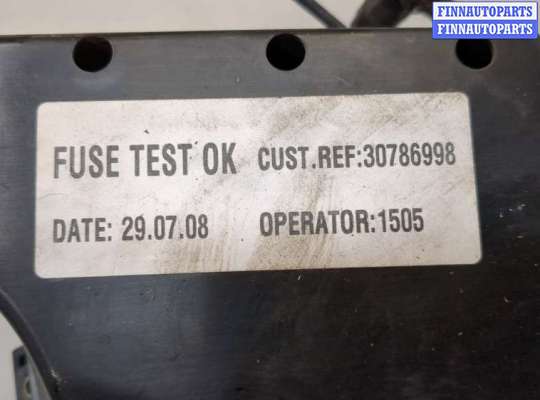 FINNAUTOPARTS
FINNAUTOPARTS
FUSE TEST OK CUST.REF:30786998
DATE: 29.07.08 OPERATOR:1505